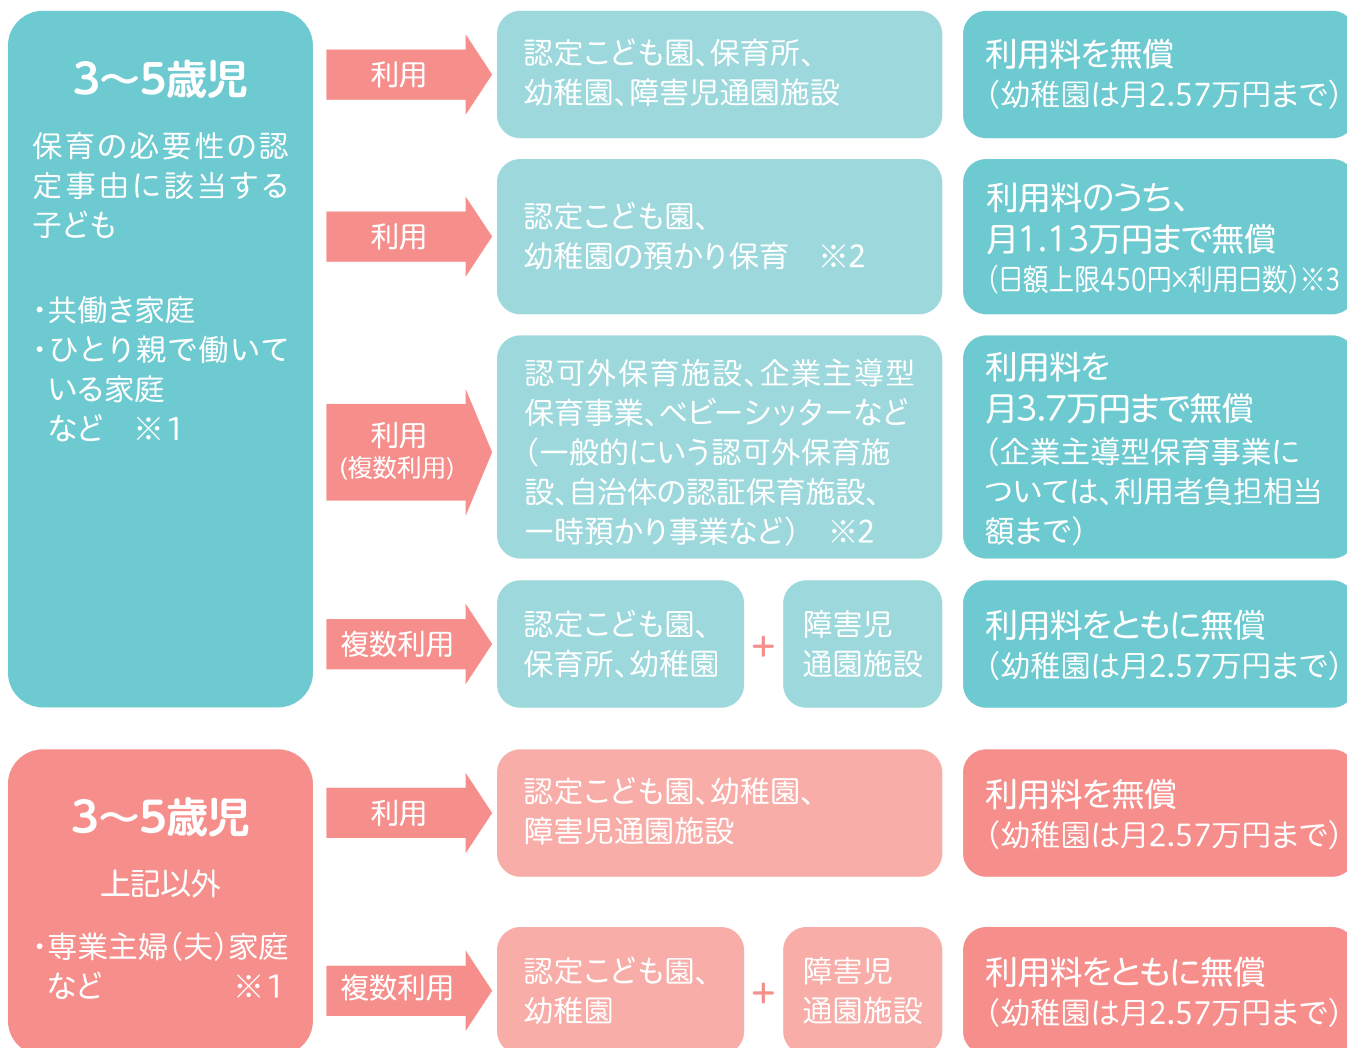 3〜5歳児
保育の必要性の認
定事由に該当する
子ども
・共働き家庭
・ひとり親で働いて
いる家庭
など ※1
利用
認定こども園、保育所、
幼稚園、障害児通園施設
利用料を無償
（幼稚園は月2.57万円まで）
利用
認定こども園、
幼稚園の預かり保育 ※2
利用料のうち、
月1.13万円まで無償
（日額上限450円×利用日数）※3
利用
(複数利用)
認可外保育施設、企業主導型
保育事業、ベビーシッターなど
（一般的にいう認可外保育施
設、自治体の認証保育施設、
一時預かり事業など） ※2
利用料を
月3.7万円まで無償
（企業主導型保育事業に
ついては、利用者負担相当
額まで）
複数利用
認定こども園、
保育所、幼稚園
+
障害児
通園施設
利用料をともに無償
（幼稚園は月2.57万円まで）
3〜5歳児
上記以外
・専業主婦（夫）家庭
など ※1
利用
認定こども園、幼稚園、
障害児通園施設
利用料を無償
（幼稚園は月2.57万円まで）
複数利用
認定こども園、
幼稚園
+
障害児
通園施設
利用料をともに無償
（幼稚園は月2.57万円まで）